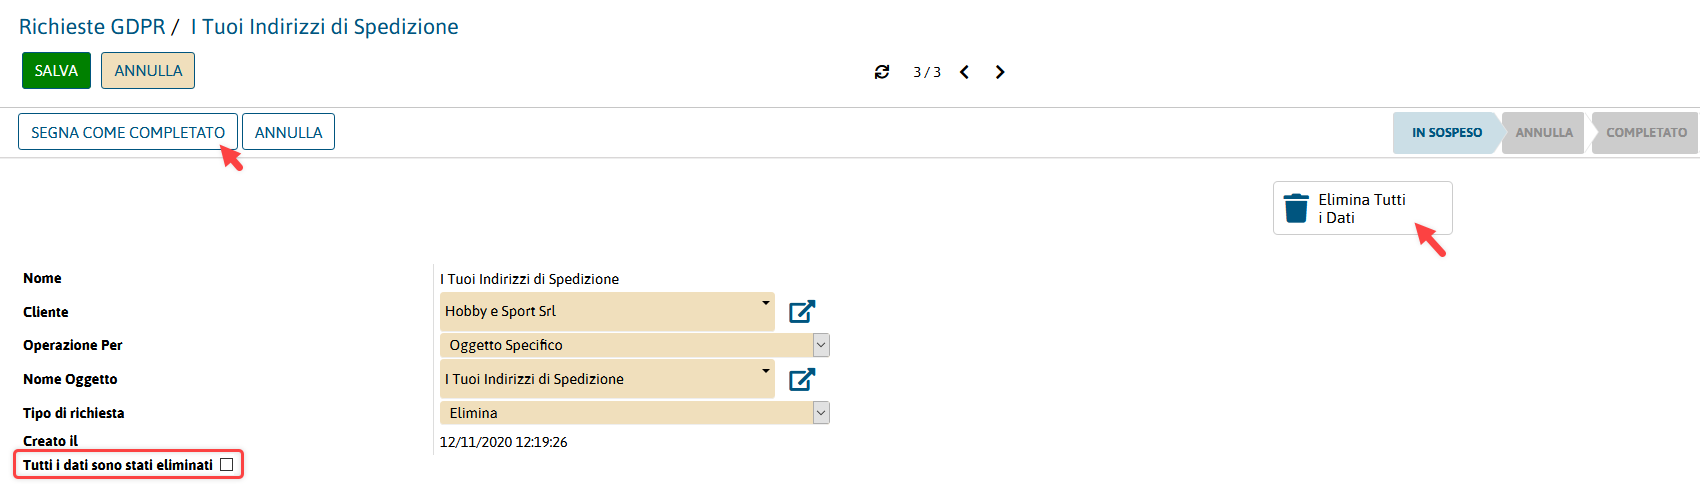 Richieste GDPR / I Tuoi Indirizzi di Spedizione
SALVA ANNULLA 3 / 3
SEGNA COME COMPLETATO ANNULLA IN SOSPESO ANNULLA COMPLETATO
Elimina Tutti
i Dati
Nome I Tuoi Indirizzi di Spedizione
Cliente Hobby e Sport Srl
Operazione Per Oggetto Specifico
Nome Oggetto I Tuoi Indirizzi di Spedizione
Tipo di richiesta Elimina
Creato il 12/11/2020 12:19:26
Tutti i dati sono stati eliminati